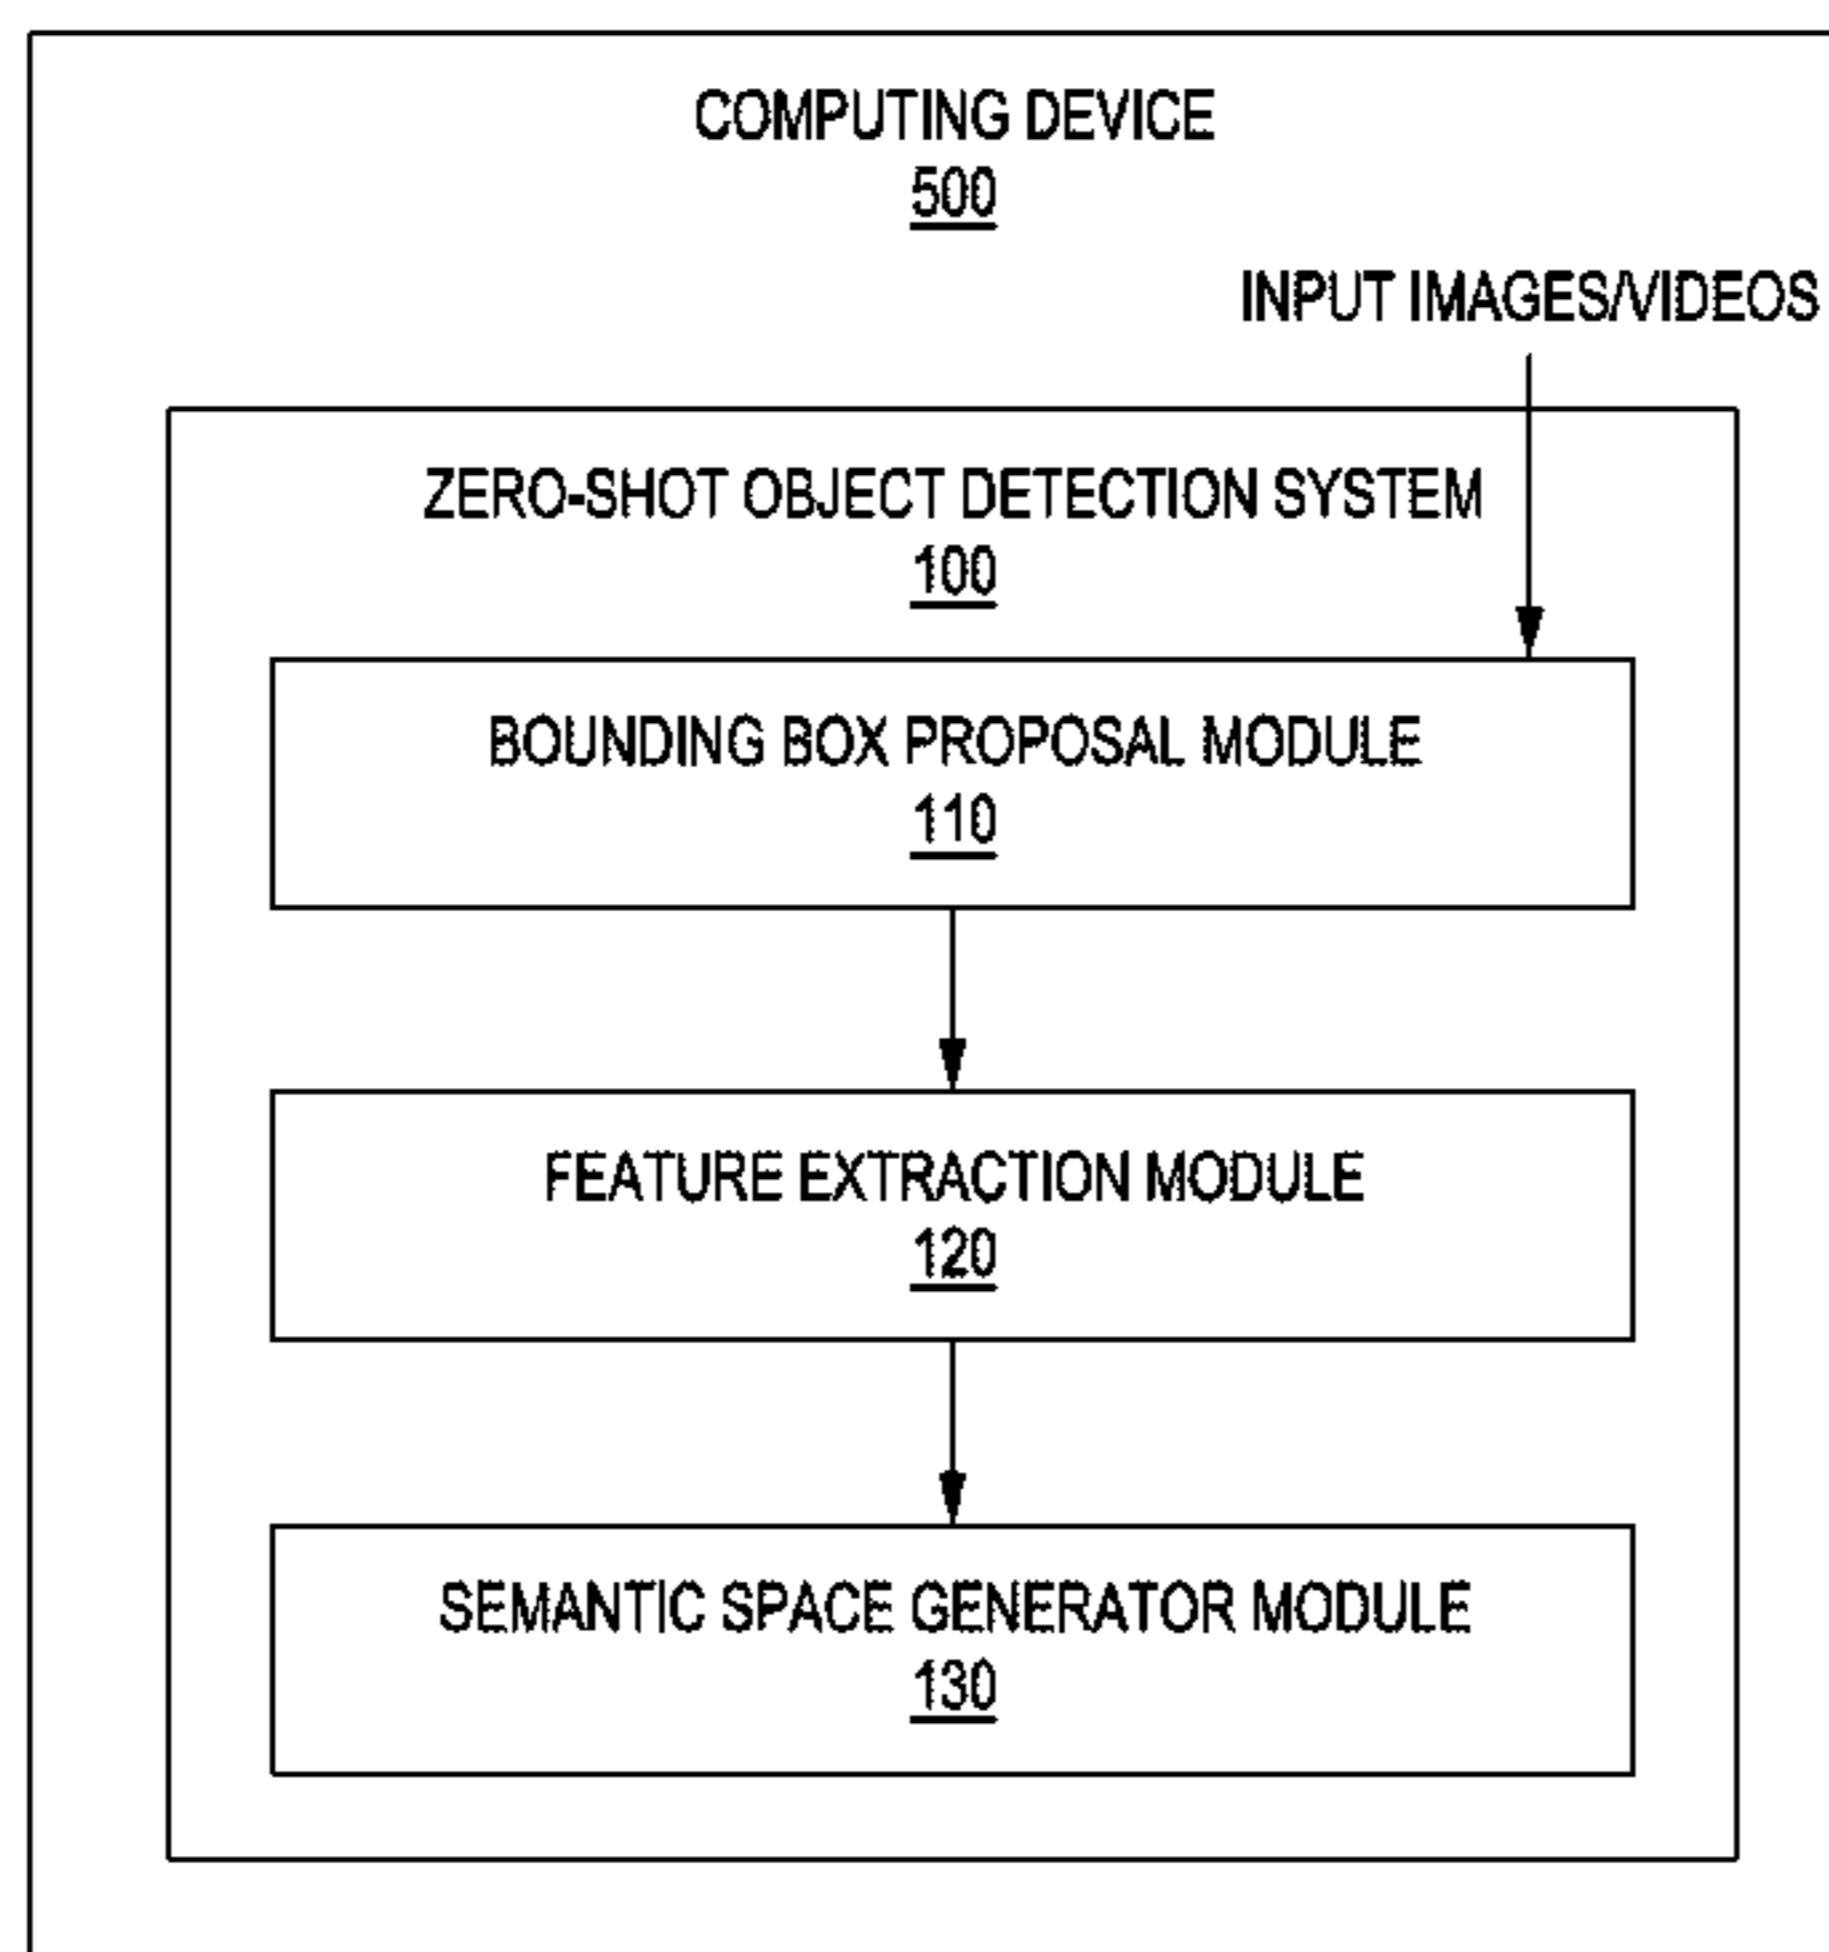 COMPUTING DEVICE
500
INPUT IMAGES/VIDEOS
ZERO-SHOT OBJECT DETECTION SYSTEM
100
BOUNDING BOX PROPOSAL MODULE
110
FEATURE EXTRACTION MODULE
120
SEMANTIC SPACE GENERATOR MODULE
130